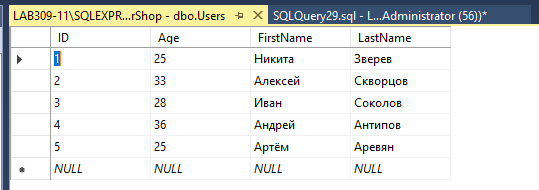 LAB309-11\SQLEXPR...rShop - dbo.Users SQLQuery29.sql - L...Administrator (56))*
ID Age FirstName LastName
1 25 Никита Зверев
2 33 Алексей Скворцов
3 28 Иван Соколов
4 36 Андрей Антипов
5 25 Артём Аревян
NULL NULL NULL NULL